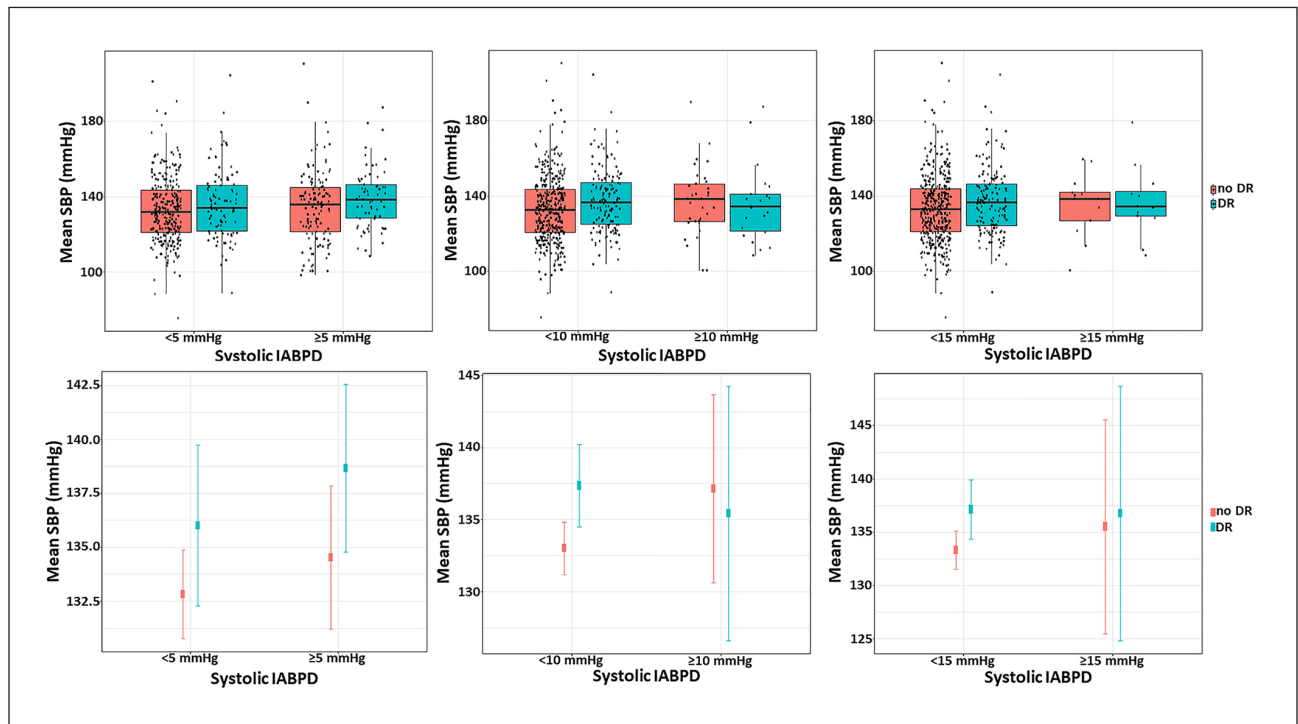 Mean SBP (mmHg)
180
140
100
<5 mmHg
≥5 mmHg
Systolic IABPD
Mean SBP (mmHg)
180
140
100
<10 mmHg
≥10 mmHg
Systolic IABPD
Mean SBP (mmHg)
180
140
100
<15 mmHg
≥15 mmHg
Systolic IABPD
no DR
DR
Mean SBP (mmHg)
142.5
140.0
137.5
135.0
132.5
<5 mmHg
≥5 mmHg
Systolic IABPD
Mean SBP (mmHg)
145
140
135
130
<10 mmHg
≥10 mmHg
Systolic IABPD
Mean SBP (mmHg)
145
140
135
130
125
<15 mmHg
≥15 mmHg
Systolic IABPD
no DR
DR